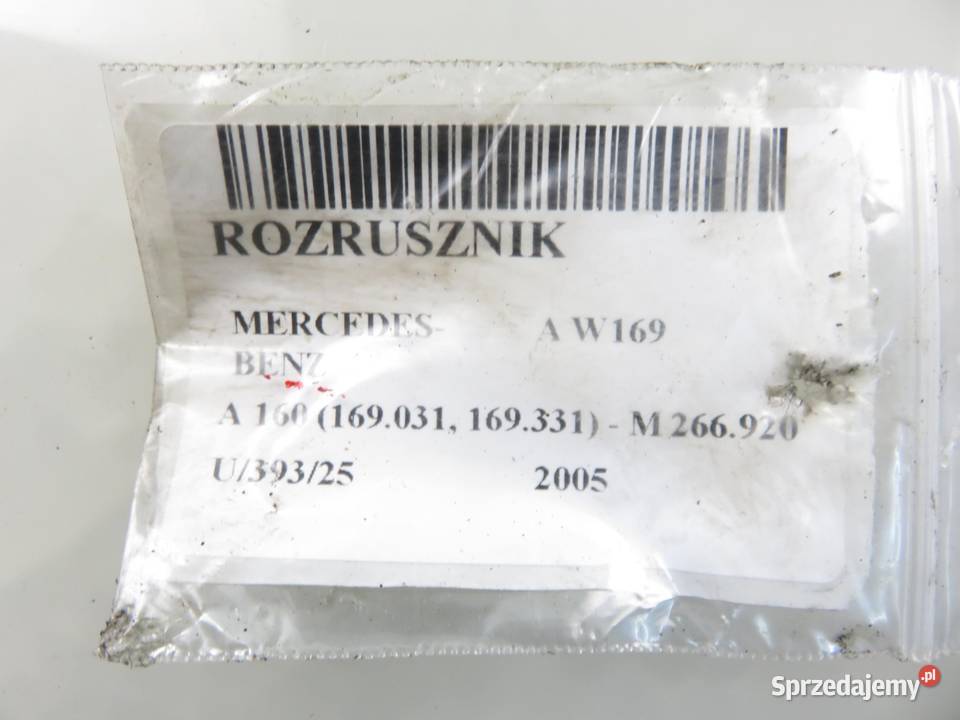 ROZRUSZNIK
MERCEDES- A W169
BENZ
A 160 (169.031, 169.331) - M 266.920
U/393/25 2005
Sprzedajemy.pl